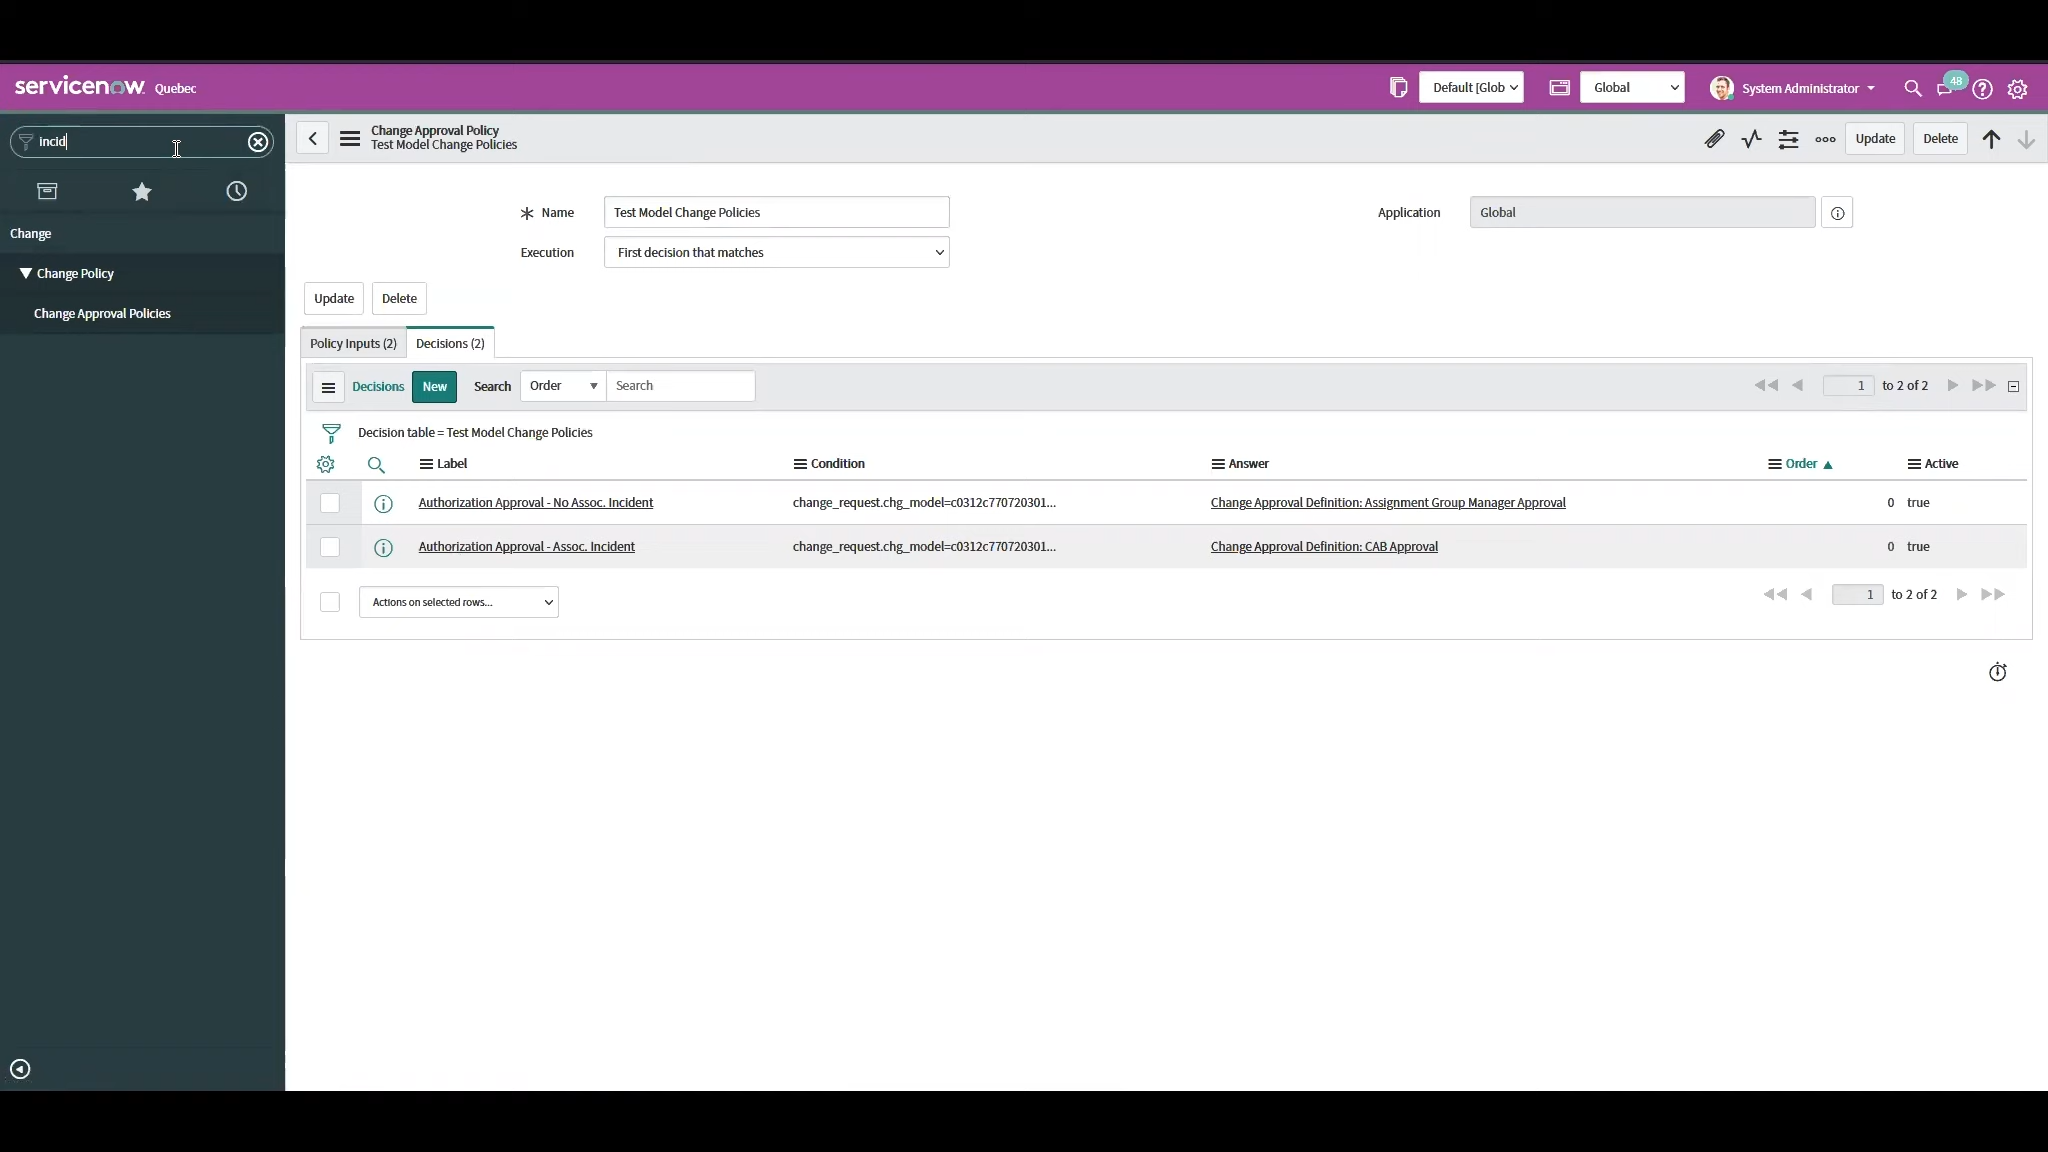 servicenow Quebec
Default [Glob
Global
System Administrator
48
incid
Change
Change Policy
Change Approval Policies
Change Approval Policy
Test Model Change Policies
Update
Delete
Name
Test Model Change Policies
Application
Global
Execution
First decision that matches
Update
Delete
Policy Inputs (2)
Decisions (2)
Decisions
New
Search
Order
Search
1 to 2 of 2
Decision table = Test Model Change Policies
Label
Condition
Answer
Order
Active
Authorization Approval - No Assoc. Incident
change_request.chg_model=c0312c770720301...
Change Approval Definition: Assignment Group Manager Approval
0
true
Authorization Approval - Assoc. Incident
change_request.chg_model=c0312c770720301...
Change Approval Definition: CAB Approval
0
true
Actions on selected rows...
1 to 2 of 2